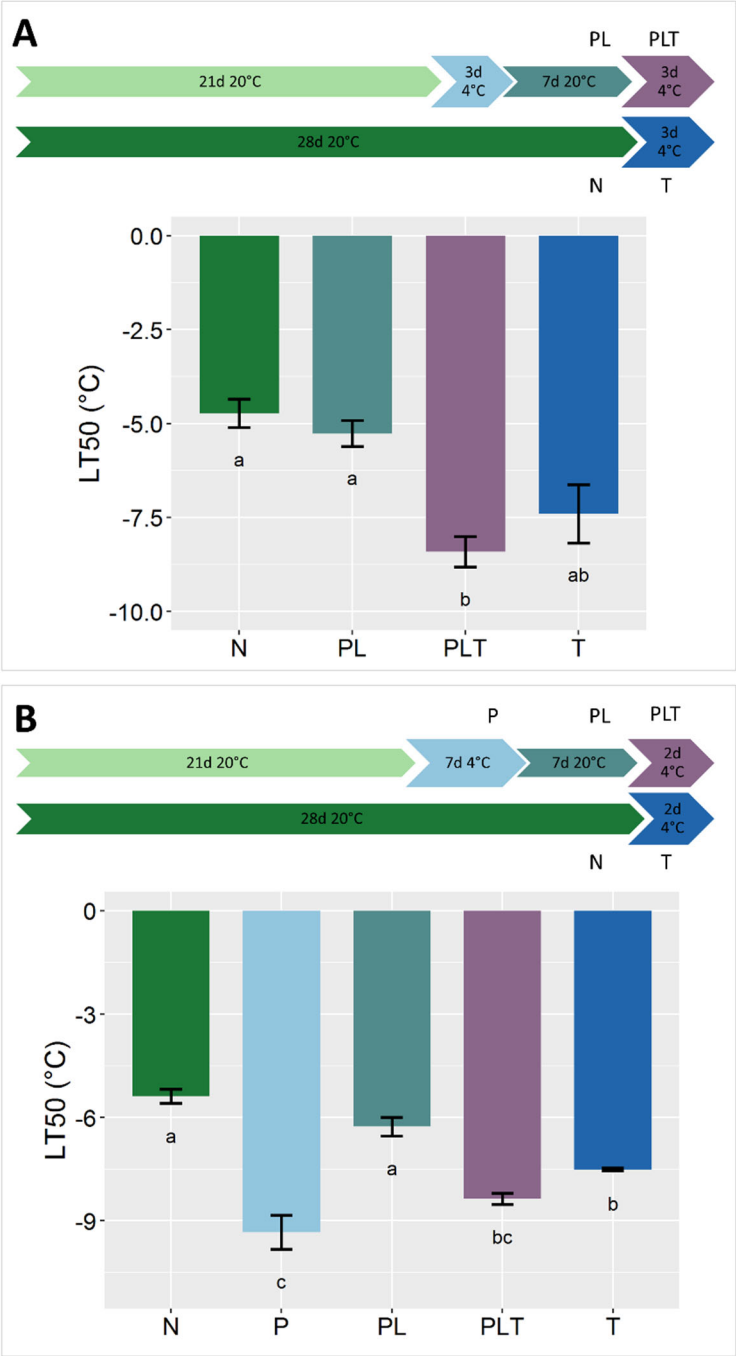 A
PL PLT
21d 20°C
3d
4°C
7d 20°C
3d
4°C
28d 20°C
3d
4°C
N T
LT50 (°C)
0.0
-2.5
-5.0
-7.5
-10.0
a
a
b
ab
N PL PLT T
B
P PL PLT
21d 20°C
7d 4°C
7d 20°C
2d
4°C
28d 20°C
2d
4°C
N T
LT50 (°C)
0
-3
-6
-9
a
c
a
bc
b
N P PL PLT T